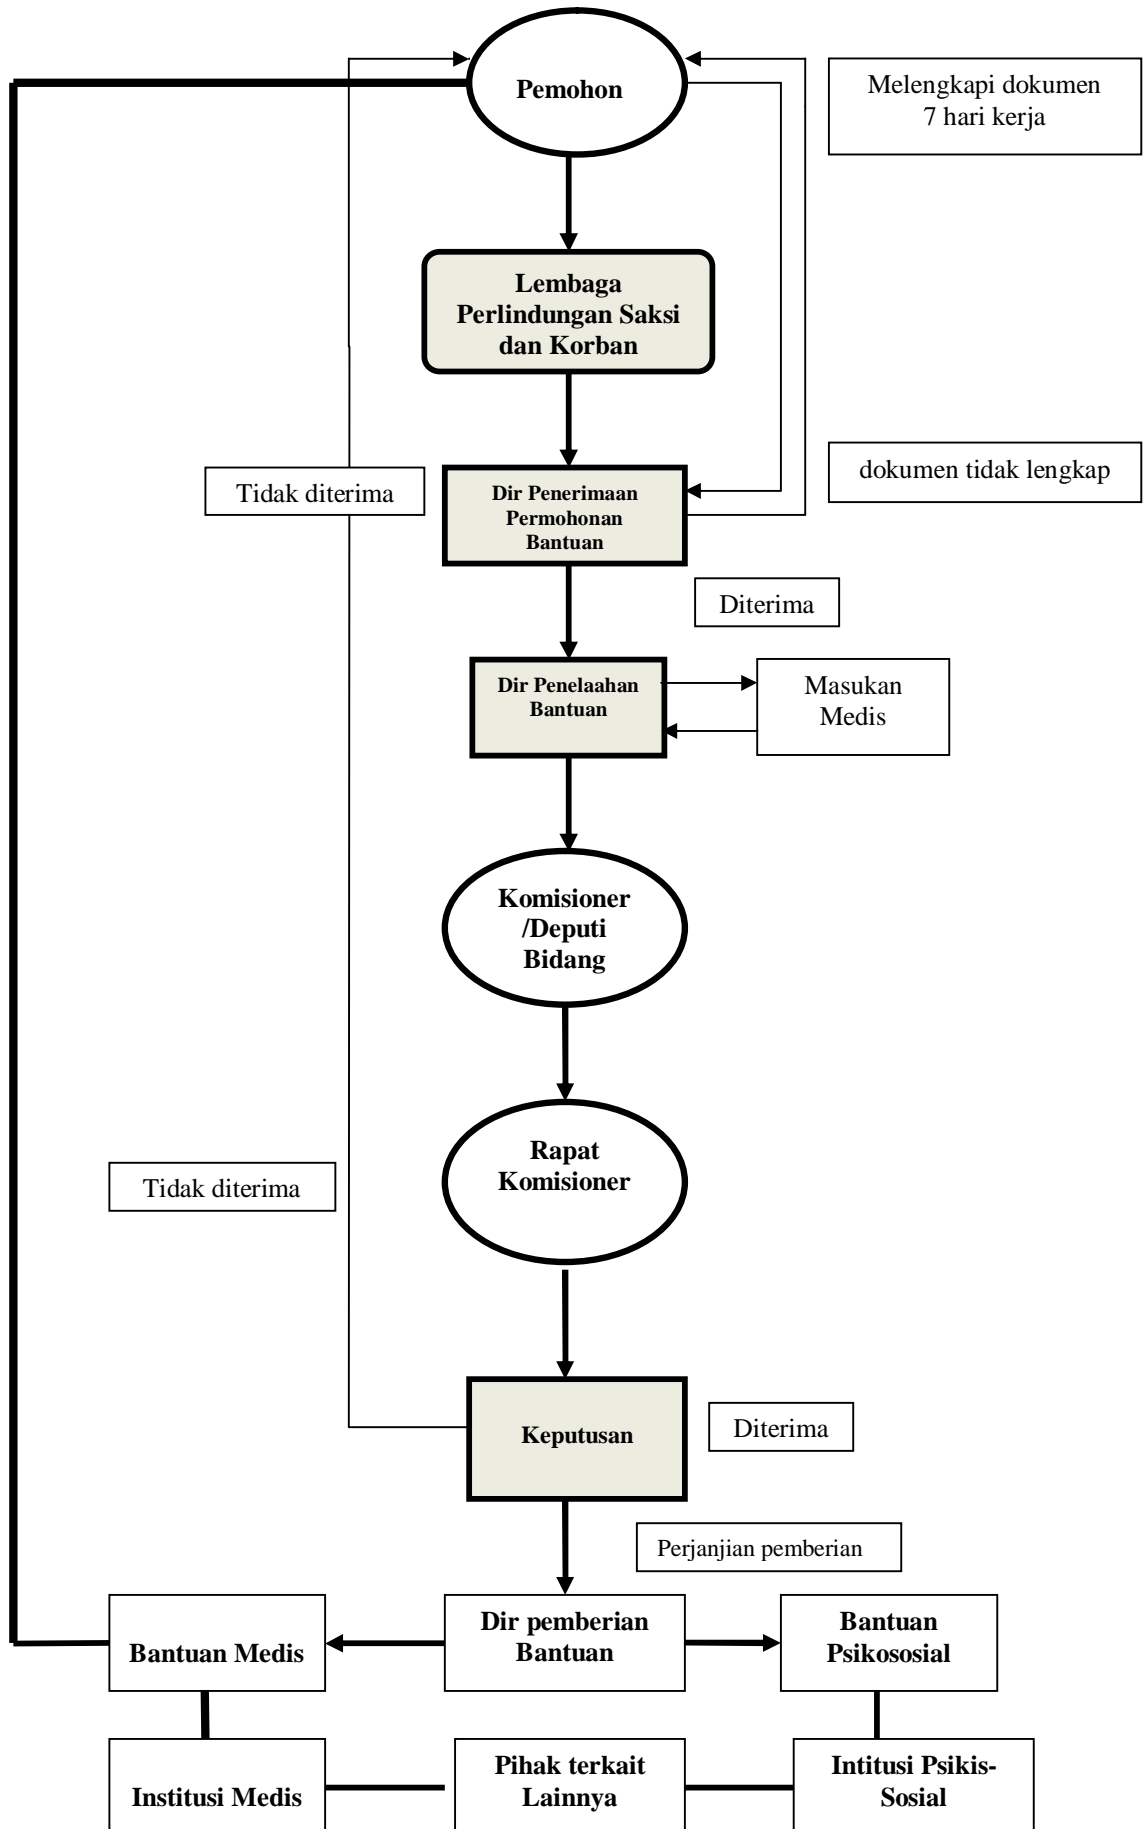 Pemohon
Melengkapi dokumen
7 hari kerja
Lembaga
Perlindungan Saksi
dan Korban
Tidak diterima
Dir Penerimaan
Permohonan
Bantuan
dokumen tidak lengkap
Diterima
Dir Penelaahan
Bantuan
Masukan
Medis
Komisioner
/Deputi
Bidang
Rapat
Komisioner
Tidak diterima
Keputusan
Diterima
Perjanjian pemberian
Bantuan Medis
Dir pemberian
Bantuan
Bantuan
Psikososial
Institusi Medis
Pihak terkait
Lainnya
Intitusi Psikis-
Sosial